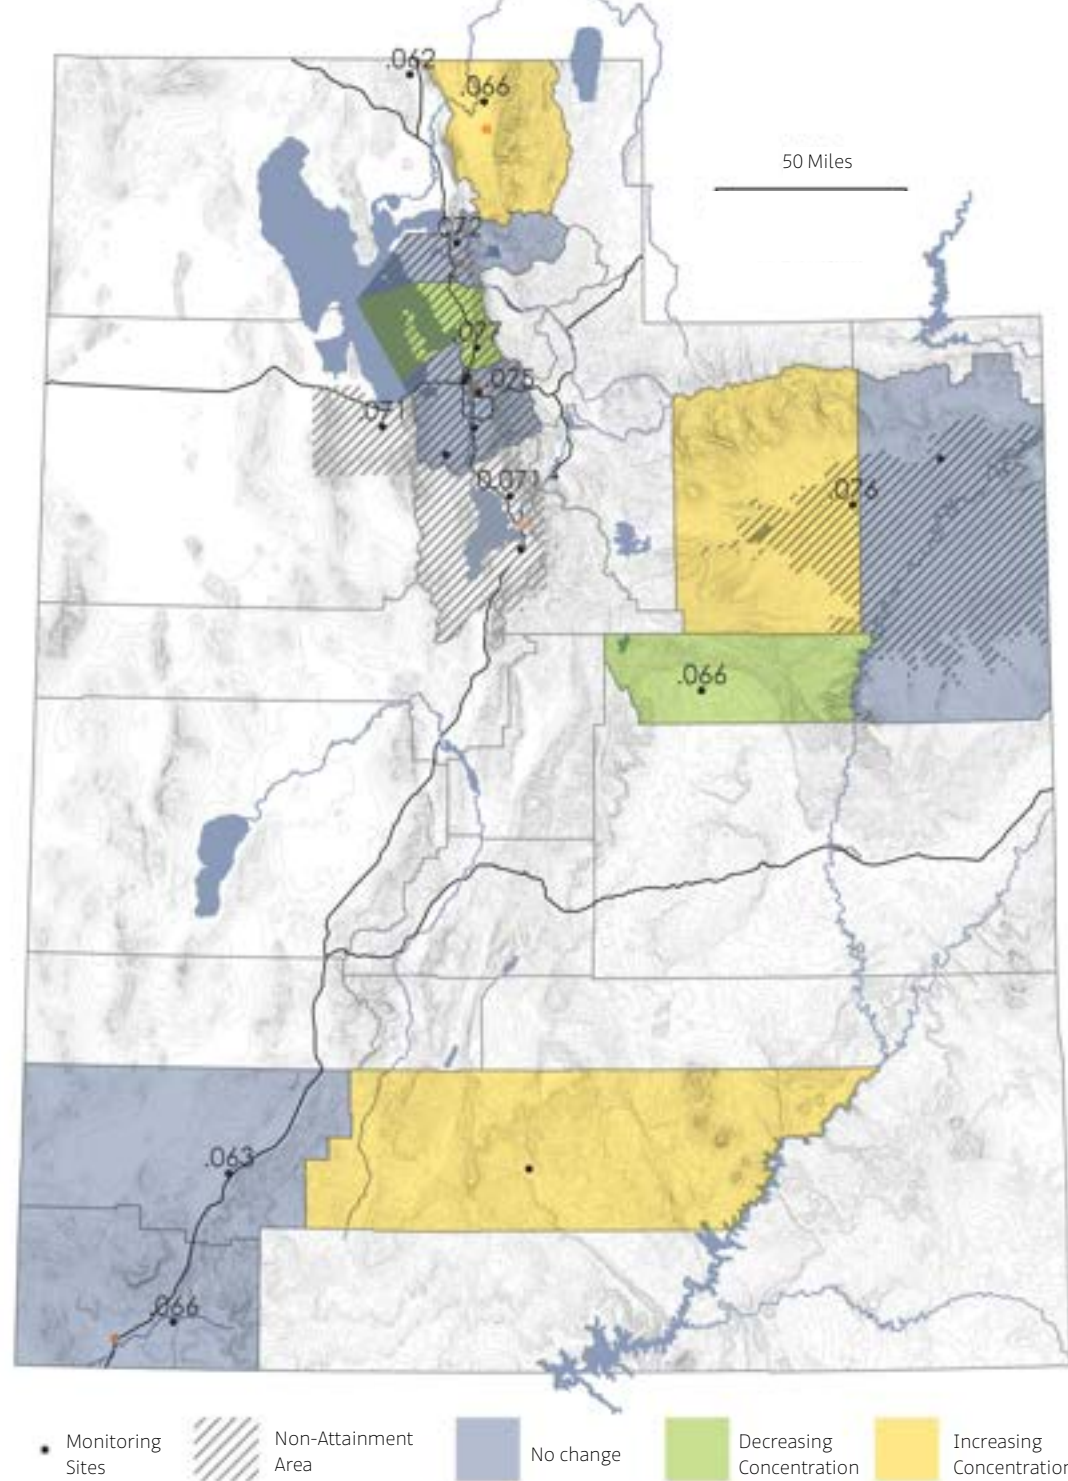 .062
.066
50 Miles
.072
.077
.075
.071
0.071
.076
.066
.063
.066
Monitoring
Sites
Non-Attainment
Area
No change
Decreasing
Concentration
Increasing
Concentration